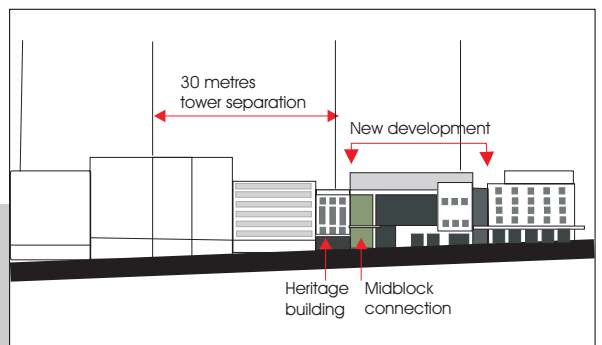 30 metres
tower separation
New development
Heritage
building
Midblock
connection